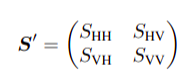 S′ = ( S_HH S_HV
S_VH S_VV )